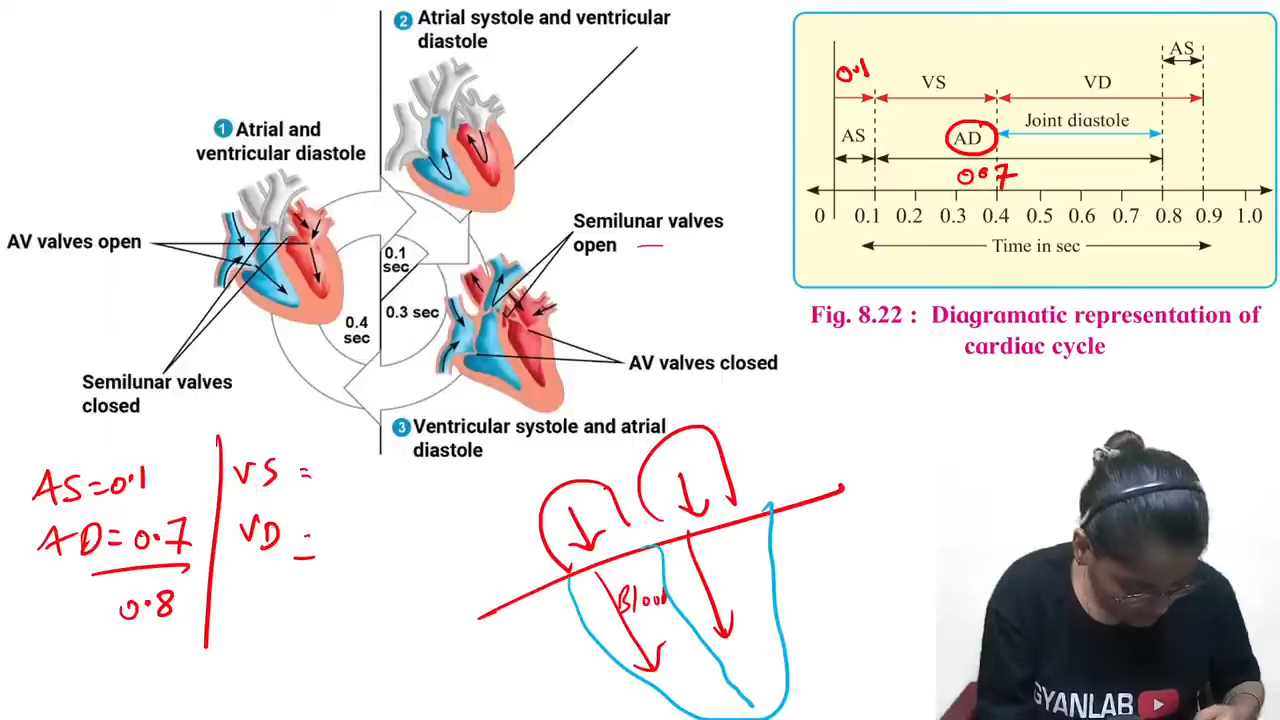 2 Atrial systole and ventricular
diastole
1 Atrial and
ventricular diastole
AV valves open
Semilunar valves
open
0.1
sec
0.3 sec
0.4
sec
AV valves closed
Semilunar valves
closed
3 Ventricular systole and atrial
diastole
AS
0.1
VS
VD
AS
AD
Joint diastole
0.7
0 0.1 0.2 0.3 0.4 0.5 0.6 0.7 0.8 0.9 1.0
Time in sec
Fig. 8.22 : Diagramatic representation of
cardiac cycle
AS=0.1
AD=0.7
0.8
VS =
VD =
Blood
GYANLAB